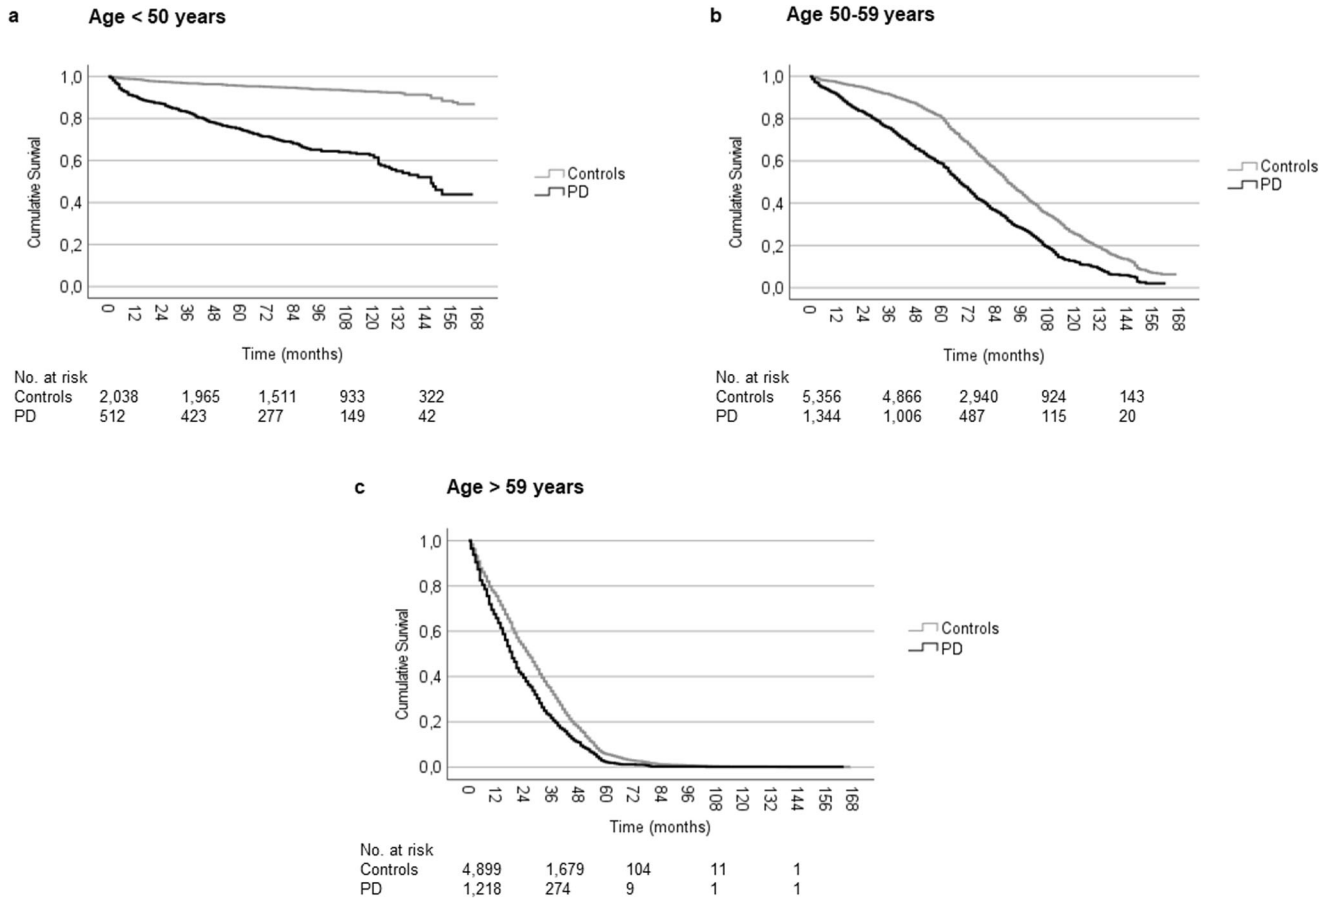 a Age < 50 years
1,0
0,8
0,6
0,4
0,2
0,0
Cumulative Survival
0 12 24 36 48 60 72 84 96 108 120 132 144 156 168
Time (months)
Controls
PD
No. at risk
Controls 2,038 1,965 1,511 933 322
PD 512 423 277 149 42
b Age 50-59 years
1,0
0,8
0,6
0,4
0,2
0,0
Cumulative Survival
0 12 24 36 48 60 72 84 96 108 120 132 144 156 168
Time (months)
Controls
PD
No. at risk
Controls 5,356 4,866 2,940 924 143
PD 1,344 1,006 487 115 20
c Age > 59 years
1,0
0,8
0,6
0,4
0,2
0,0
Cumulative Survival
0 12 24 36 48 60 72 84 96 108 120 132 144 156 168
Time (months)
Controls
PD
No. at risk
Controls 4,899 1,679 104 11 1
PD 1,218 274 9 1 1